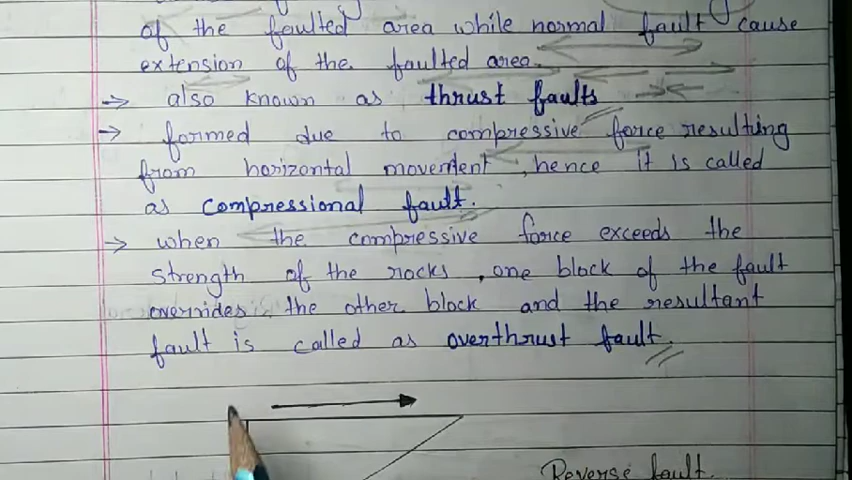 of the faulted area while normal fault cause
extension of the faulted area.
→ also known as thrust faults
→ formed due to compressive force resulting
from horizontal movement, hence it is called
as compressional fault.
→ when the compressive force exceeds the
strength of the rocks, one block of the fault
overrides the other block and the resultant
fault is called as overthrust fault.
Reverse fault.